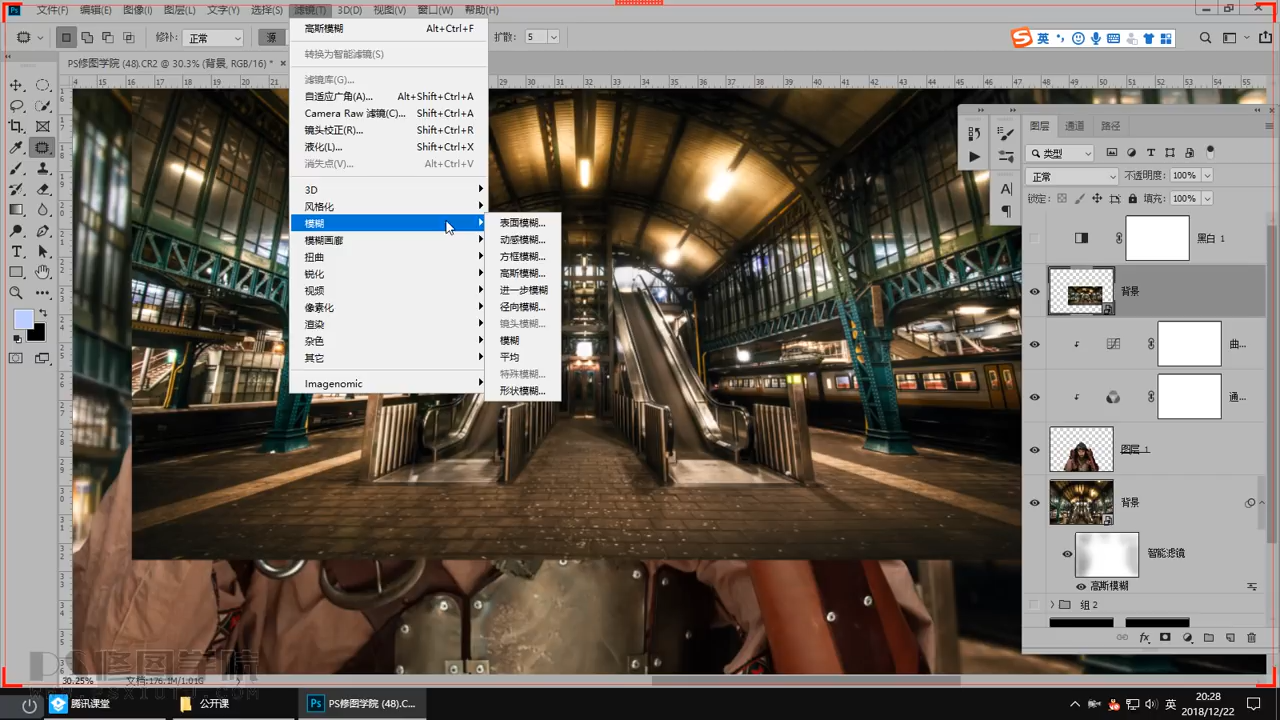 文件(F) 编辑(E) 图像(I) 图层(L) 文字(Y) 选择(S) 滤镜(T) 3D(D) 视图(V) 窗口(W) 帮助(H)
修补: 正常 源 扩散: 5
英
PS修图学院 (48).CR2 @ 30.3% (背景, RGB/16) *
高斯模糊 Alt+Ctrl+F
转换为智能滤镜(S)
滤镜库(G)...
自适应广角(A)... Alt+Shift+Ctrl+A
Camera Raw 滤镜(C)... Shift+Ctrl+A
镜头校正(R)... Shift+Ctrl+R
液化(L)... Shift+Ctrl+X
消失点(V)... Alt+Ctrl+V
3D
风格化
模糊
模糊画廊
扭曲
锐化
视频
像素化
渲染
杂色
其它
Imagenomic
表面模糊...
动感模糊...
方框模糊...
高斯模糊...
进一步模糊
径向模糊...
镜头模糊...
模糊
平均
特殊模糊...
形状模糊...
图层 通道 路径
类型
正常 不透明度: 100%
锁定: 填充: 100%
黑白 1
背景
曲...
通...
图层 1
背景
智能滤镜
高斯模糊
组 2
PS修图学院
WWW.PSXIUTU.COM
30.25% 文档:176.1M/1.01G
腾讯课堂 公开课 PS修图学院 (48).C...
英
20:28
2018/12/22